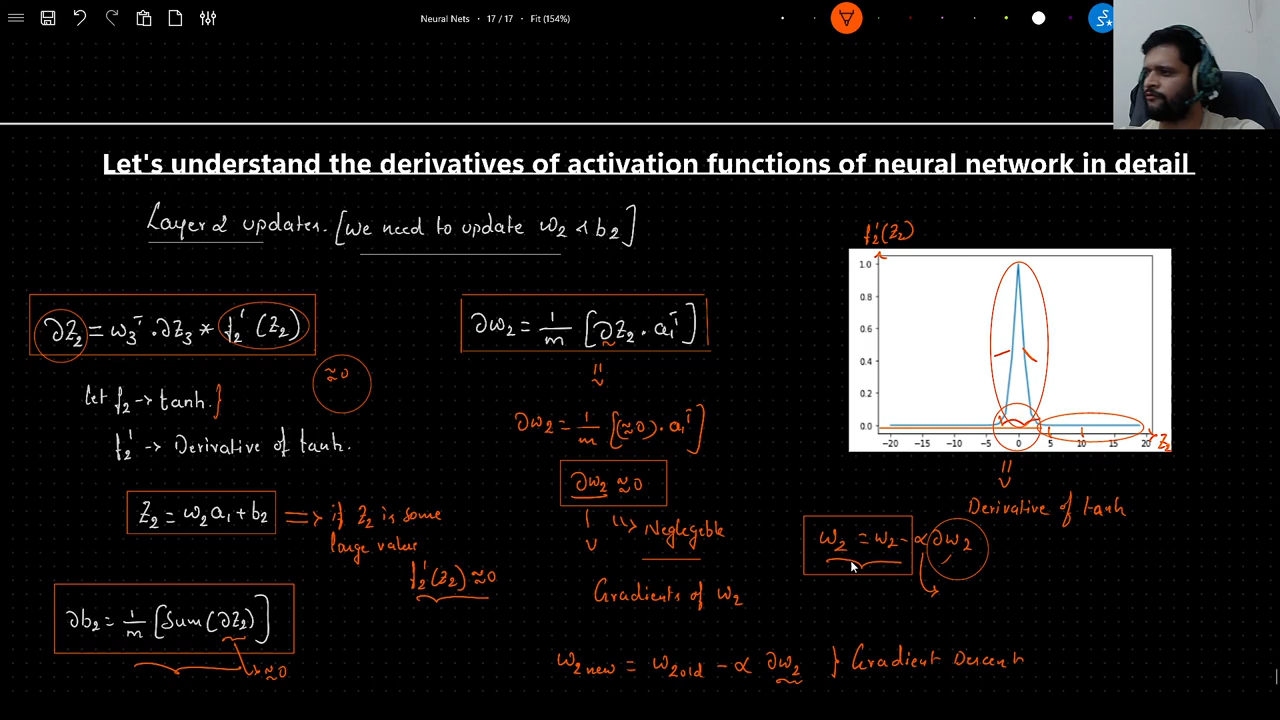 Neural Nets • 17 / 17 • Fit (154%)
Let's understand the derivatives of activation functions of neural network in detail
Layer 2 updates. [We need to update w₂ & b₂]
∂Z₂ = w₃ᵀ · ∂Z₃ * f₂' (Z₂)
≈0
let f₂ → tanh. }
f₂' → Derivative of tanh.
Z₂ = w₂a₁ + b₂ => if Z₂ is some
large value
f₂'(Z₂) ≈ 0
∂b₂ = 1/m [Sum(∂Z₂)]
≈0
∂w₂ = 1/m [∂Z₂ · a₁ᵀ]
∂w₂ = 1/m [(≈0) · a₁ᵀ]
∂w₂ ≈ 0
Neglegeble
Gradients of w₂
w₂ new = w₂ old - α ∂w₂ } Gradient Descent
f₂'(Z₂)
1.0
0.8
0.6
0.4
0.2
0.0
−20 −15 −10 −5 0 5 10 15 20 Z₂
Derivative of tanh
w₂ = w₂ - α ∂w₂